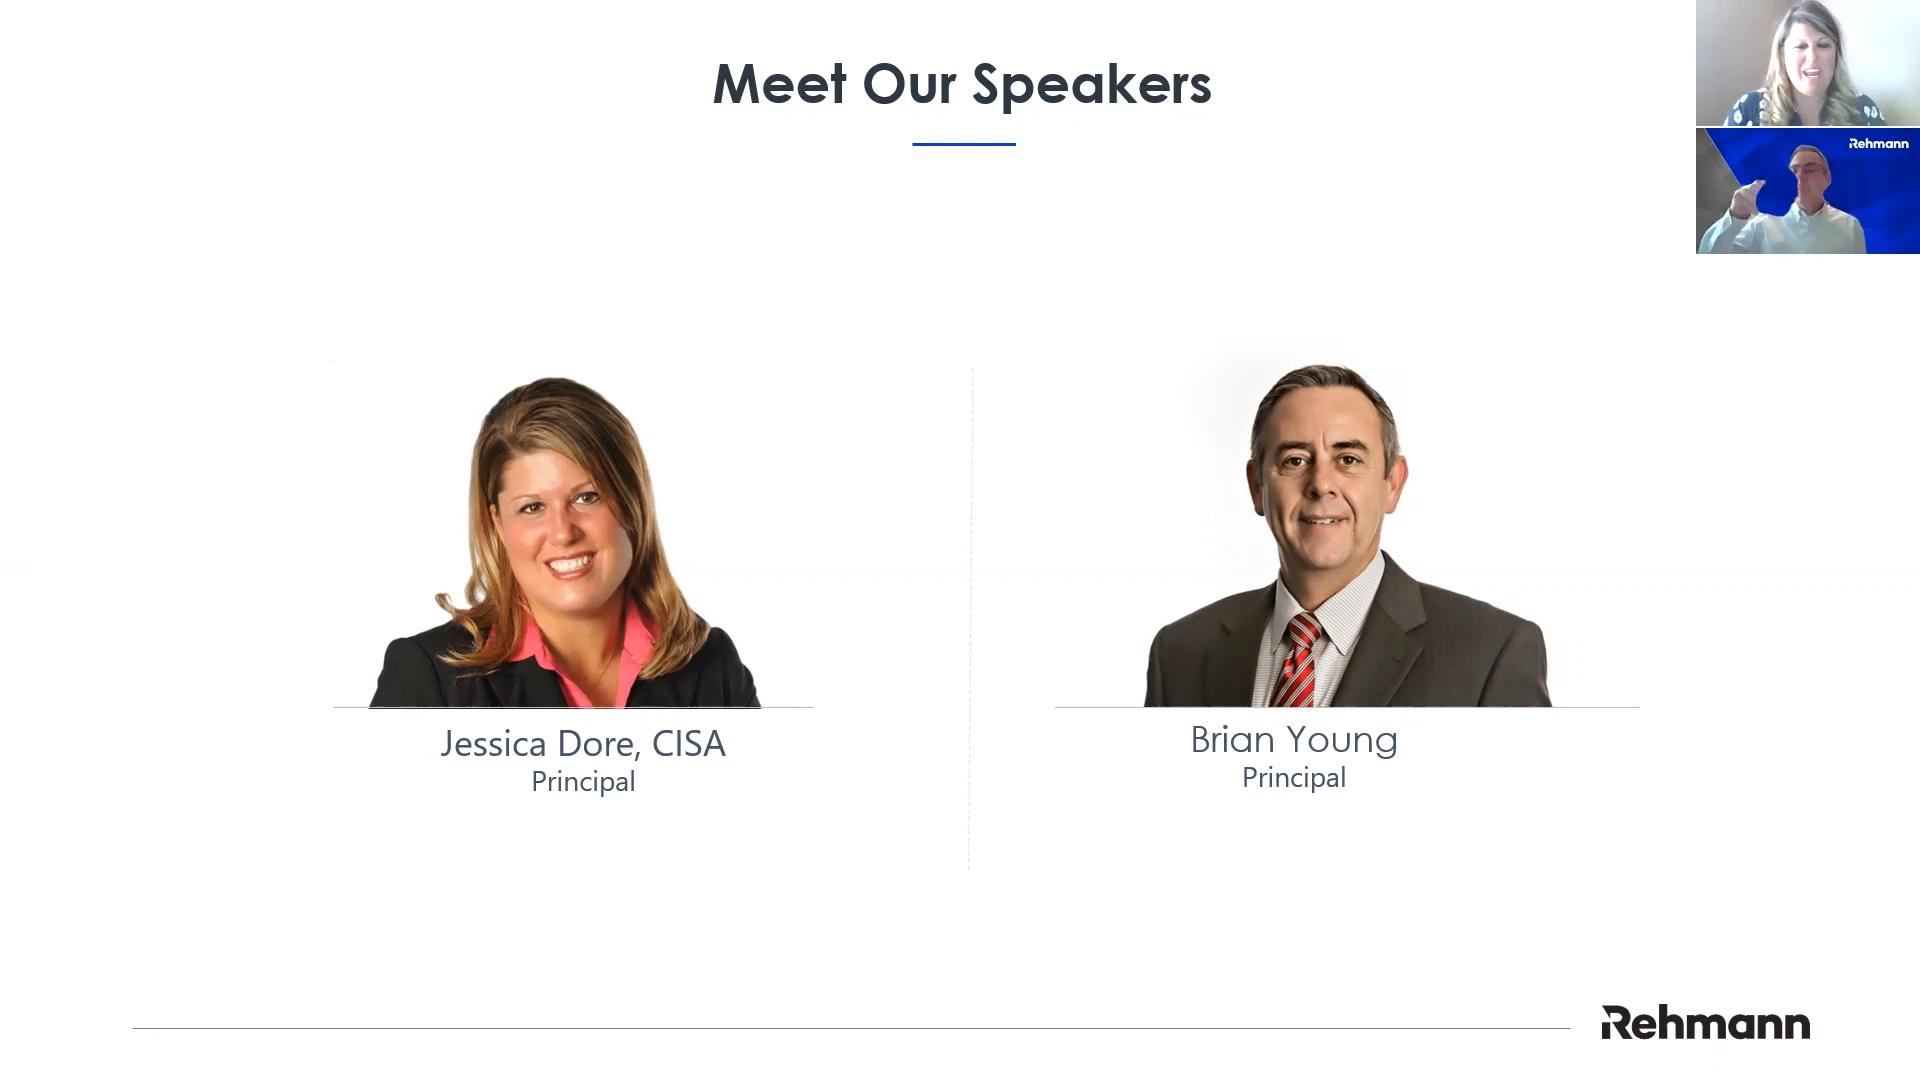 Meet Our Speakers
Rehmann
Jessica Dore, CISA
Principal
Brian Young
Principal
Rehmann